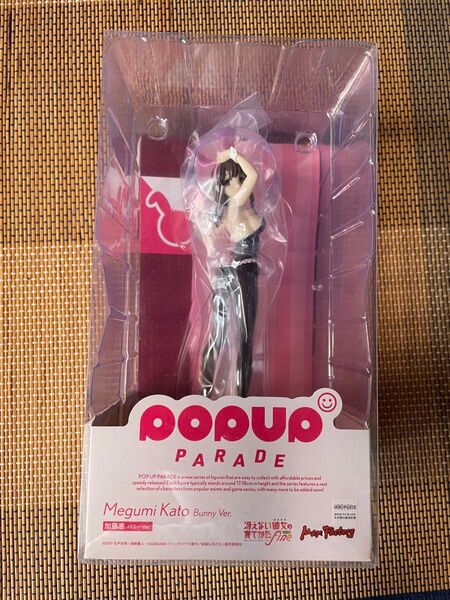 POPUP
PARADE
POP UP PARADE is a new series of figures that are easy to collect with affordable prices and
speedy releases! Each figure typically stands around 17-18cm in height and the series features a vast
selection of characters from popular anime and game series, with many more to be added soon!
Megumi Kato Bunny Ver.
加藤恵 バニーVer.
冴えない彼女の
育てかた fine
Max Factory